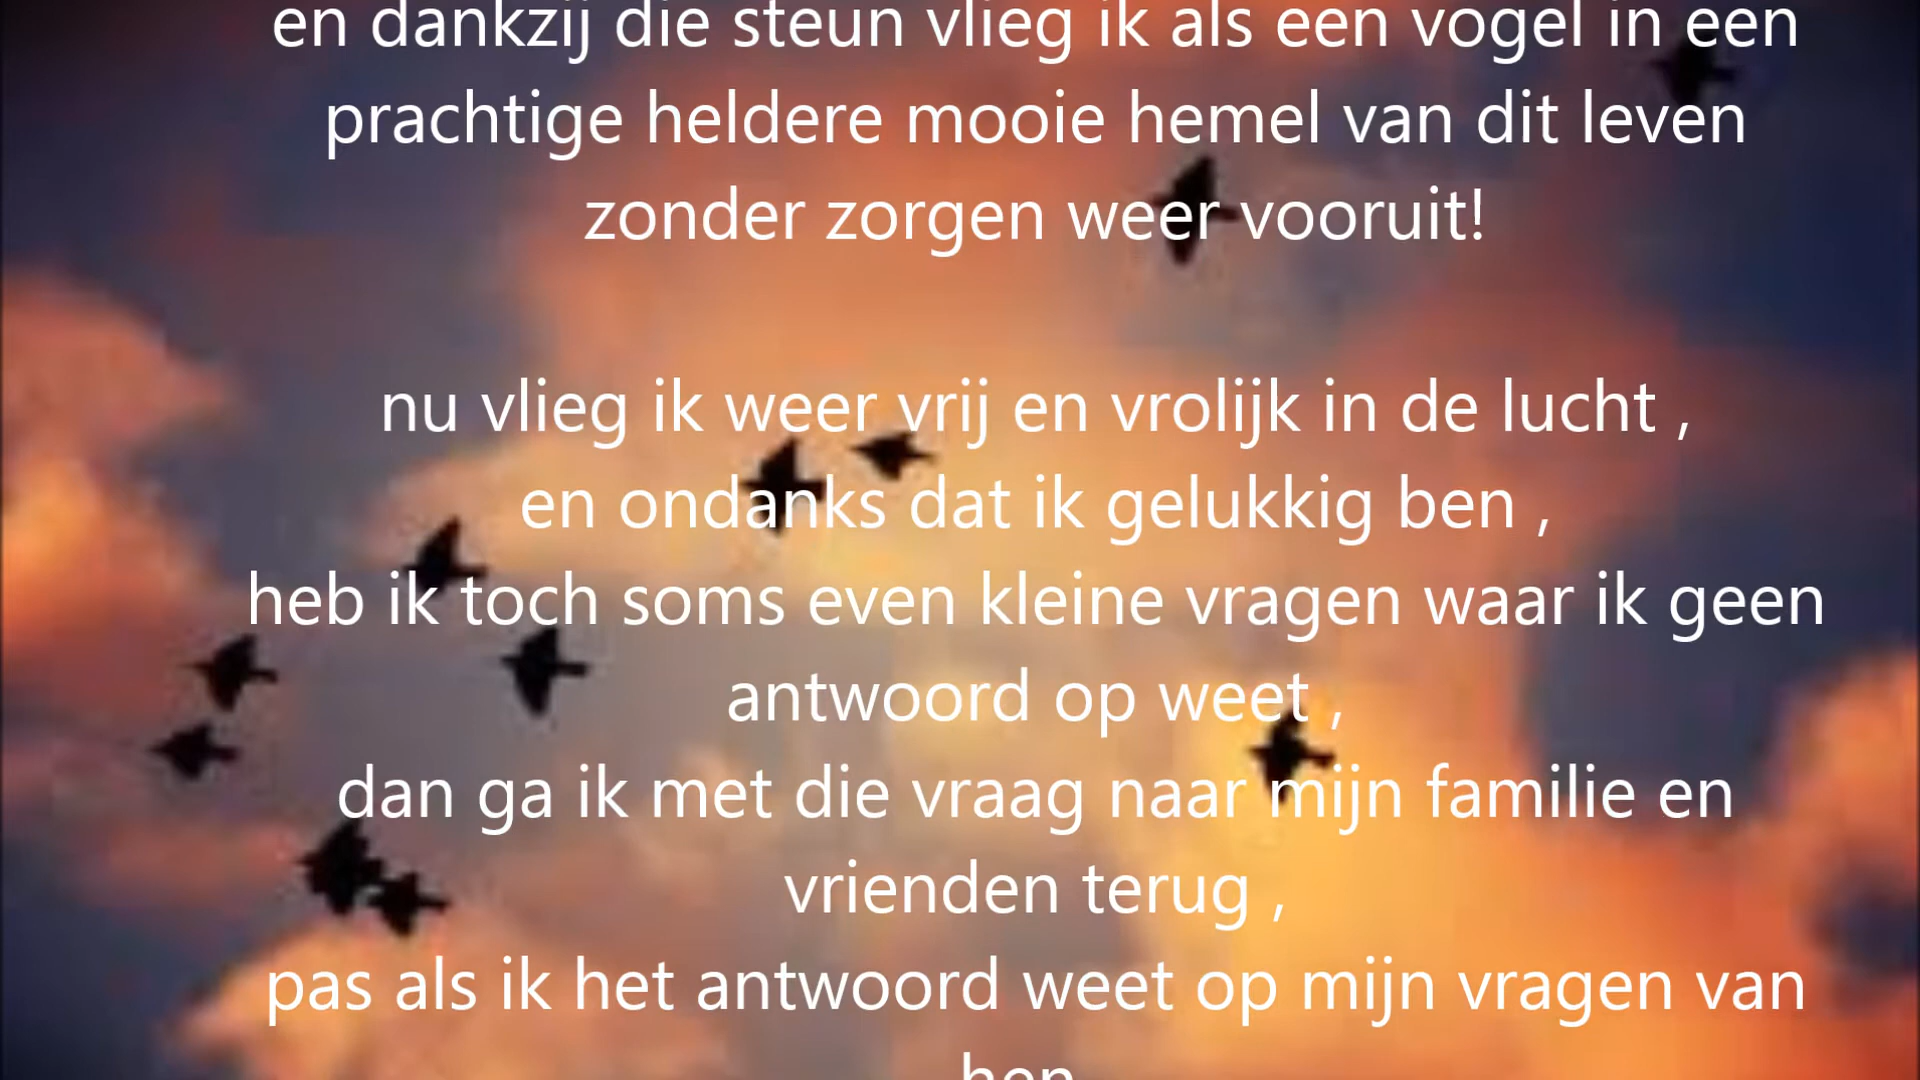 en dankzij die steun vlieg ik als een vogel in een
prachtige heldere mooie hemel van dit leven
zonder zorgen weer vooruit!
nu vlieg ik weer vrij en vrolijk in de lucht ,
en ondanks dat ik gelukkig ben ,
heb ik toch soms even kleine vragen waar ik geen
antwoord op weet ,
dan ga ik met die vraag naar mijn familie en
vrienden terug ,
pas als ik het antwoord weet op mijn vragen van
hen